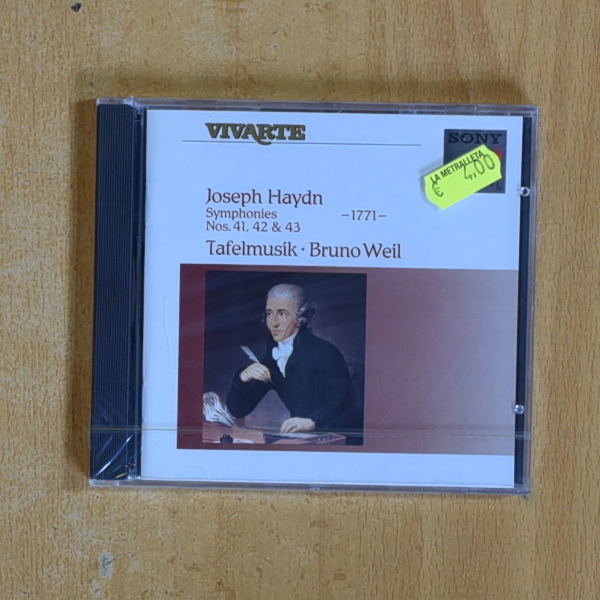 VIVARTE
SONY
LA METRALLETA
€ 4,00
Joseph Haydn
Symphonies –1771–
Nos. 41, 42 & 43
Tafelmusik · Bruno Weil